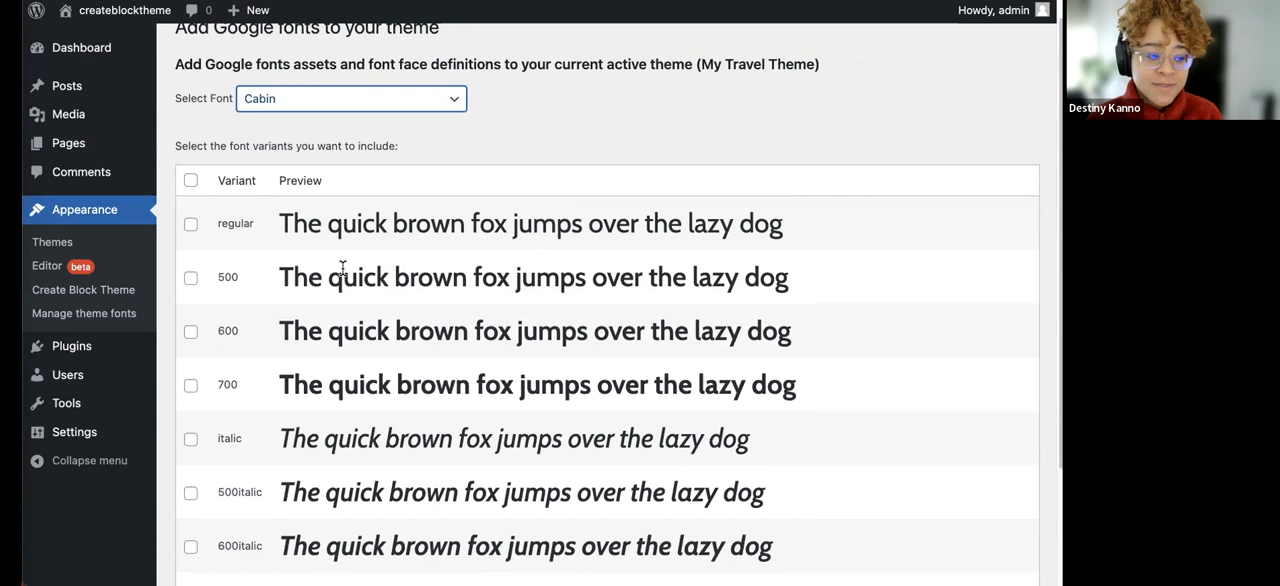 createblocktheme 0 New Howdy, admin
Add Google fonts to your theme
Add Google fonts assets and font face definitions to your current active theme (My Travel Theme)
Select Font Cabin
Select the font variants you want to include:
Variant Preview
regular The quick brown fox jumps over the lazy dog
500 The quick brown fox jumps over the lazy dog
600 The quick brown fox jumps over the lazy dog
700 The quick brown fox jumps over the lazy dog
italic The quick brown fox jumps over the lazy dog
500italic The quick brown fox jumps over the lazy dog
600italic The quick brown fox jumps over the lazy dog
Dashboard
Posts
Media
Pages
Comments
Appearance
Themes
Editor beta
Create Block Theme
Manage theme fonts
Plugins
Users
Tools
Settings
Collapse menu
Destiny Kanno